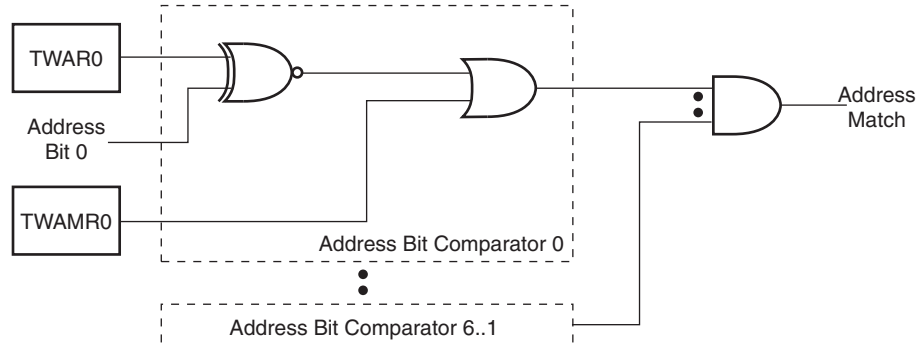 TWAR0
Address
Bit 0
TWAMR0
Address Bit Comparator 0
Address Bit Comparator 6..1
Address
Match